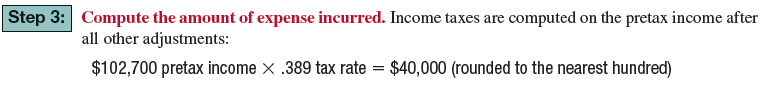 Step 3: Compute the amount of expense incurred. Income taxes are computed on the pretax income after
all other adjustments:
$102,700 pretax income × .389 tax rate = $40,000 (rounded to the nearest hundred)